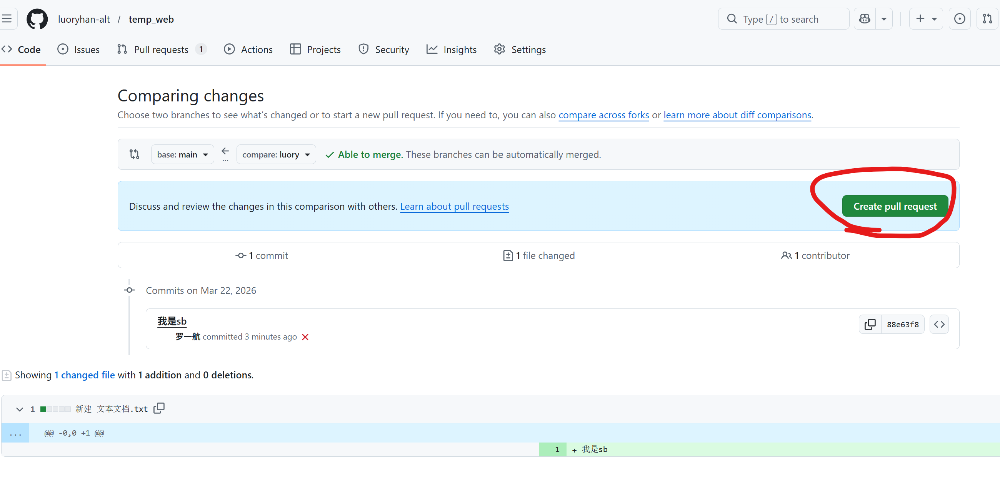 luoryhan-alt / temp_web
Type / to search
Code Issues Pull requests 1 Actions Projects Security Insights Settings
Comparing changes
Choose two branches to see what’s changed or to start a new pull request. If you need to, you can also compare across forks or learn more about diff comparisons.
base: main compare: luory Able to merge. These branches can be automatically merged.
Discuss and review the changes in this comparison with others. Learn about pull requests
Create pull request
1 commit 1 file changed 1 contributor
Commits on Mar 22, 2026
我是sb
88e63f8
罗一航 committed 3 minutes ago
Showing 1 changed file with 1 addition and 0 deletions.
1 新建 文本文档.txt
... @@ -0,0 +1 @@
1 + 我是sb